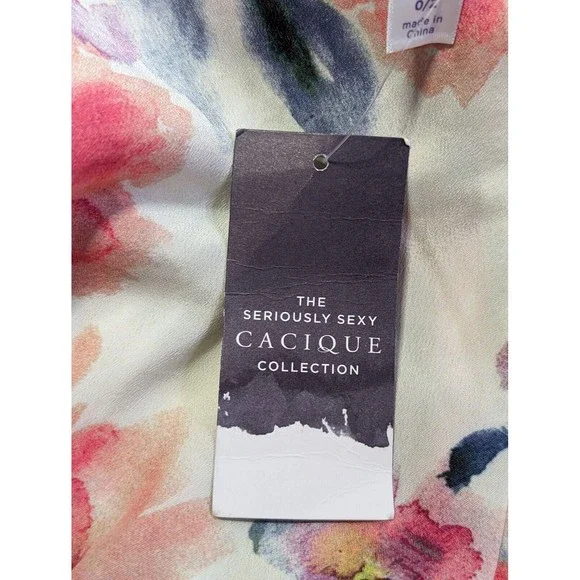 made in
China
THE
SERIOUSLY SEXY
CACIQUE
COLLECTION